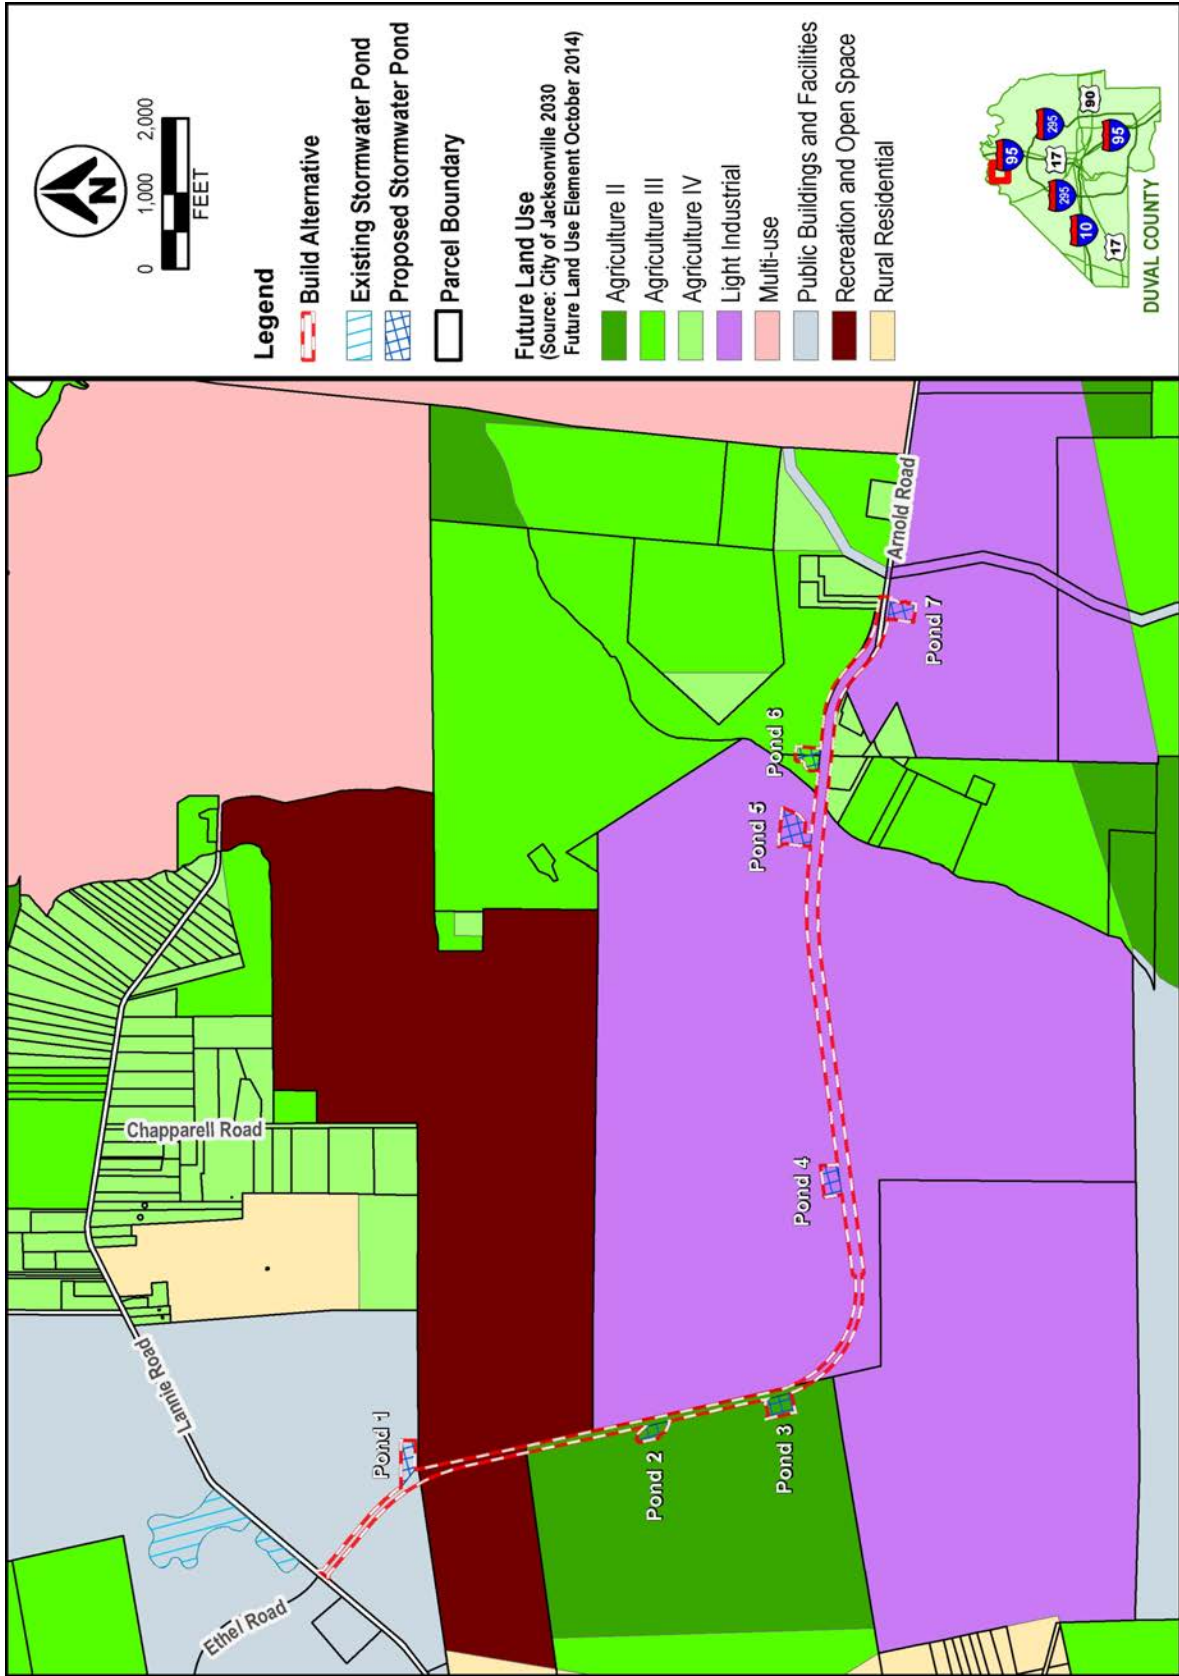 N
0
1,000
2,000
FEET
Legend
Build Alternative
Existing Stormwater Pond
Proposed Stormwater Pond
Parcel Boundary
Future Land Use
(Source: City of Jacksonville 2030
Future Land Use Element October 2014)
Agriculture II
Agriculture III
Agriculture IV
Light Industrial
Multi-use
Public Buildings and Facilities
Recreation and Open Space
Rural Residential
95
295
90
17
295
95
10
17
DUVAL COUNTY
Ethel Road
Lannie Road
Chapparell Road
Arnold Road
Pond 1
Pond 2
Pond 3
Pond 4
Pond 5
Pond 6
Pond 7